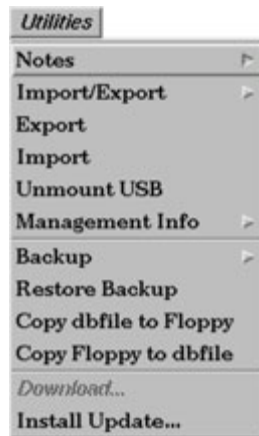 Utilities
Notes
Import/Export
Export
Import
Unmount USB
Management Info
Backup
Restore Backup
Copy dbfile to Floppy
Copy Floppy to dbfile
Download...
Install Update...